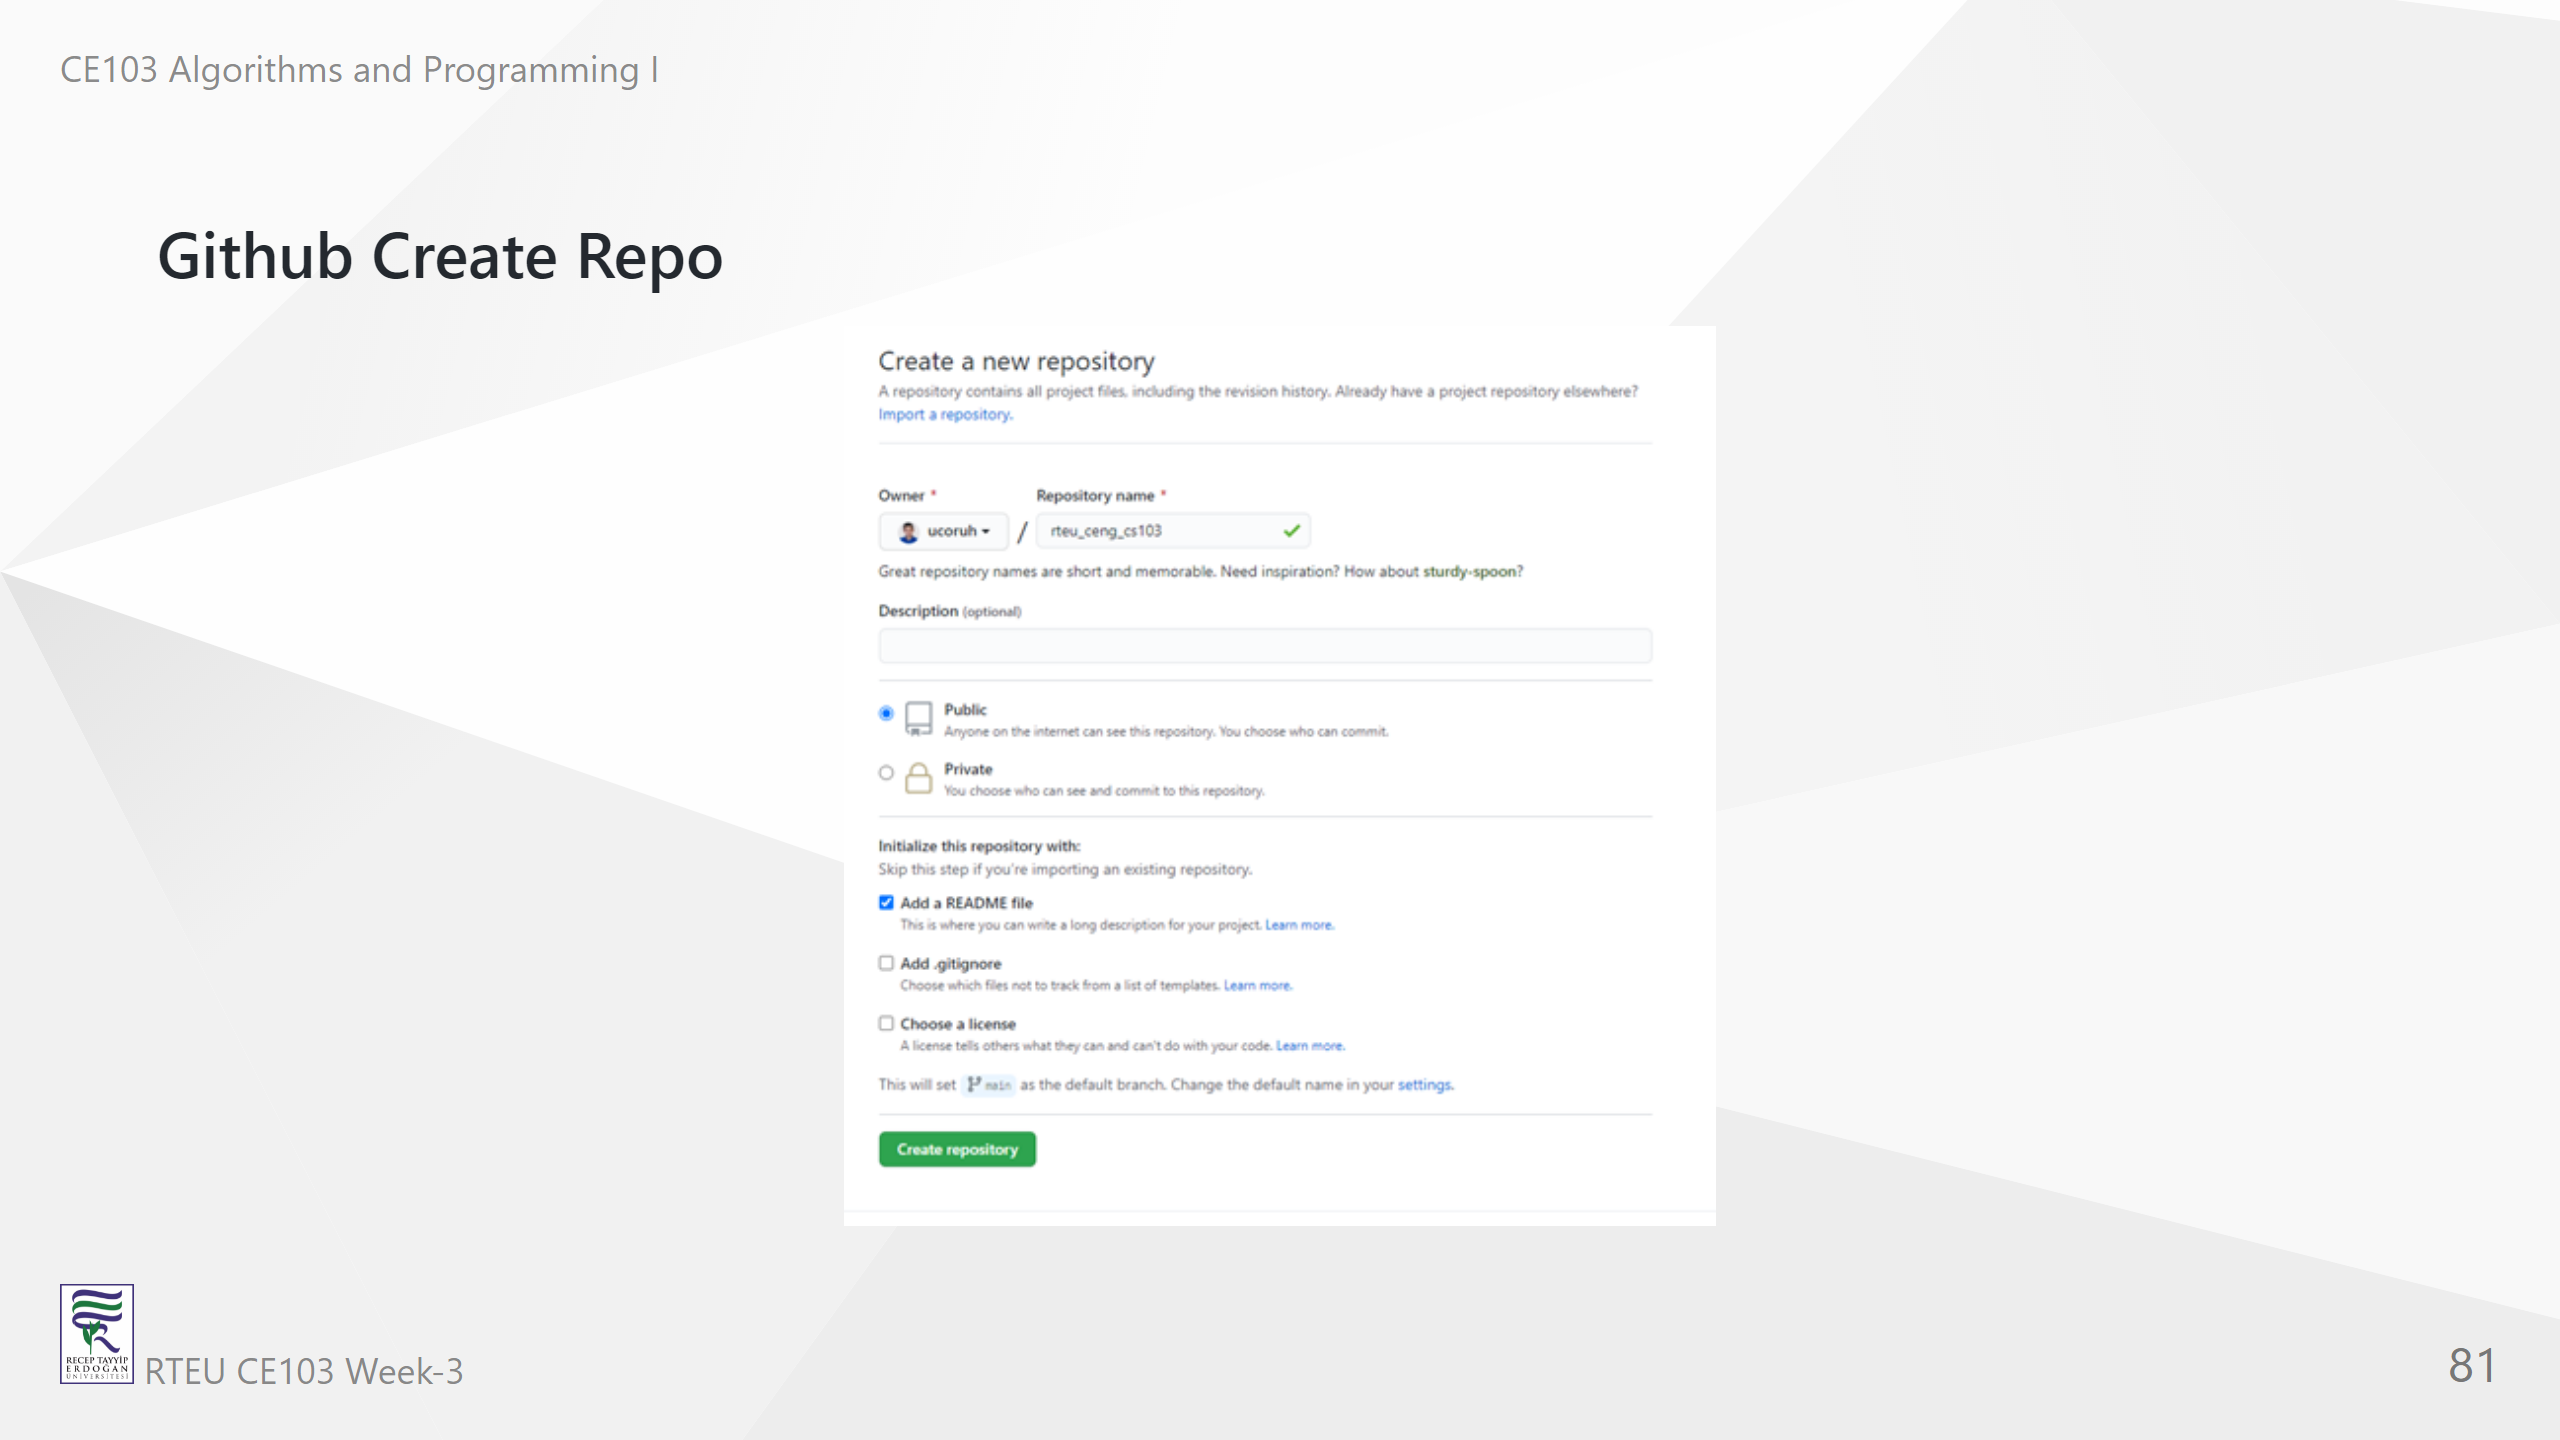 CE103 Algorithms and Programming I
Github Create Repo
Create a new repository
A repository contains all project files, including the revision history. Already have a project repository elsewhere?
Import a repository.
Owner * Repository name *
ucoruh / rteu_ceng_cs103
Great repository names are short and memorable. Need inspiration? How about sturdy-spoon?
Description (optional)
Public
Anyone on the internet can see this repository. You choose who can commit.
Private
You choose who can see and commit to this repository.
Initialize this repository with:
Skip this step if you're importing an existing repository.
Add a README file
This is where you can write a long description for your project. Learn more.
Add .gitignore
Choose which files not to track from a list of templates. Learn more.
Choose a license
A license tells others what they can and can't do with your code. Learn more.
This will set main as the default branch. Change the default name in your settings.
Create repository
RECEP TAYYİP
ERDOĞAN
ÜNİVERSİTESİ
RTEU CE103 Week-3
81